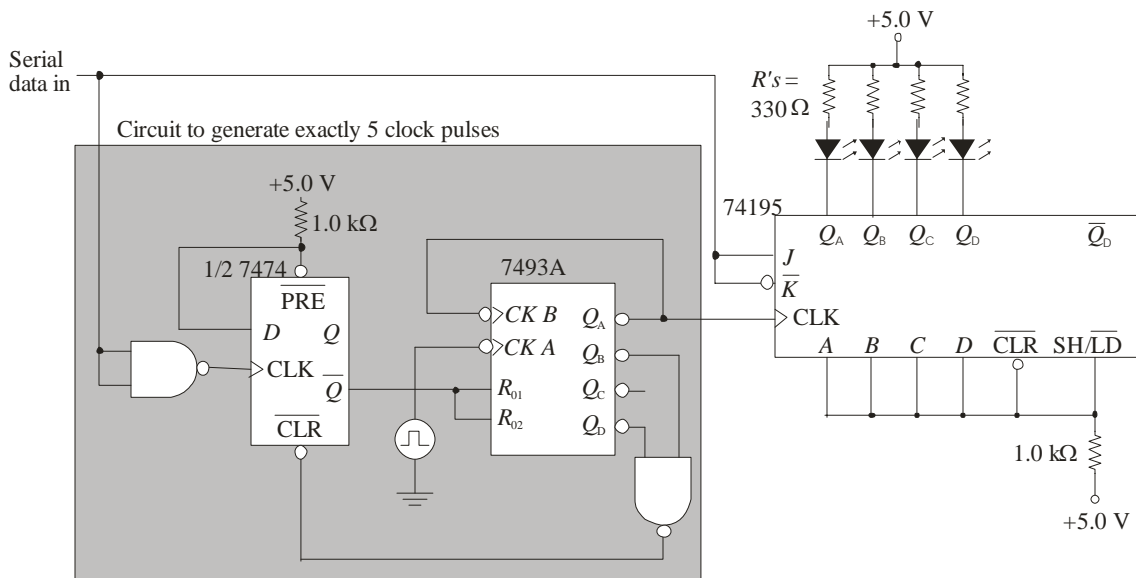 +5.0 V
Serial
data in
R's =
330 Ω
Circuit to generate exactly 5 clock pulses
+5.0 V
1.0 kΩ
74195
Q_A Q_B Q_C Q_D Q̅_D
1/2 7474
7493A
J
K̅
PRE̅
CK B Q_A
CLK
D Q
CK A Q_B
A B C D CLR̅ SH/LD̅
CLK
Q̅
R_01 Q_C
R_02 Q_D
CLR̅
1.0 kΩ
+5.0 V